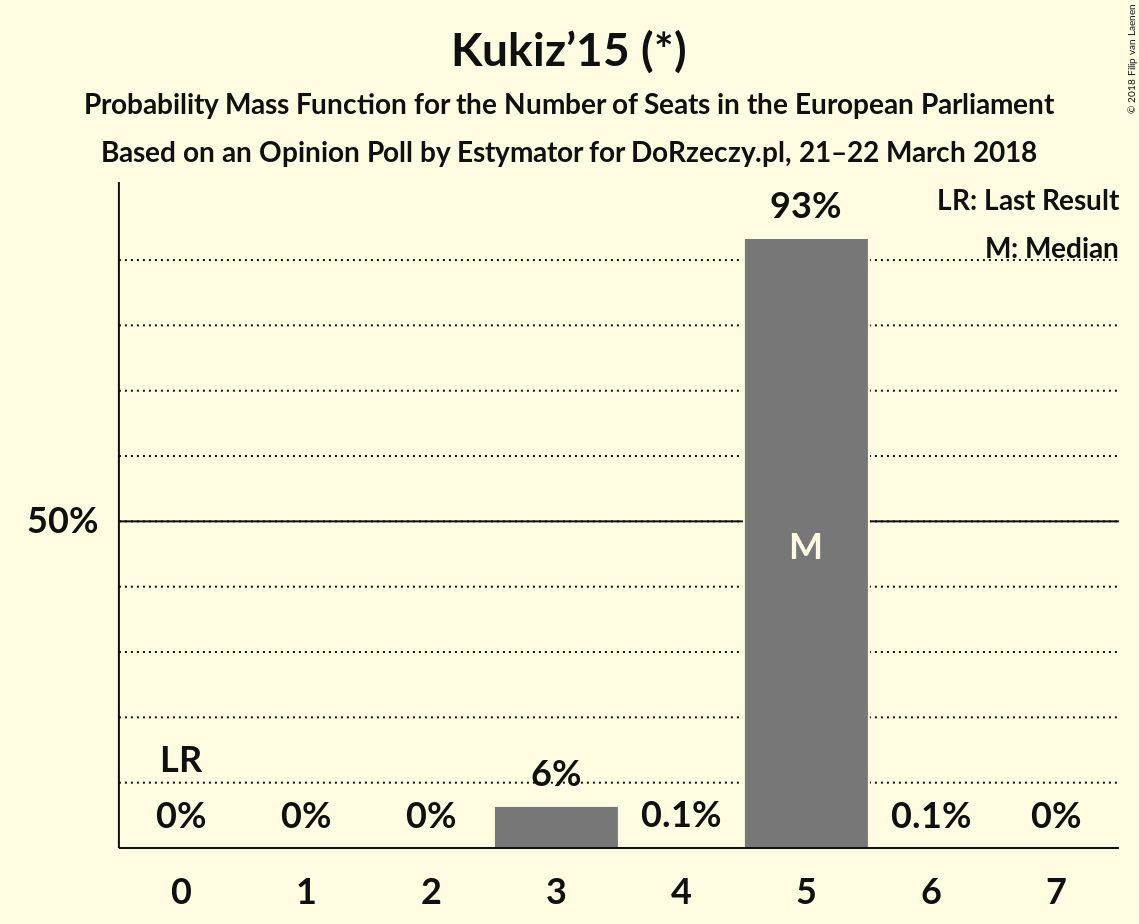 Kukiz’15 (*)
Probability Mass Function for the Number of Seats in the European Parliament
Based on an Opinion Poll by Estymator for DoRzeczy.pl, 21–22 March 2018
© 2018 Filip van Laenen
LR: Last Result
M: Median
93%
50%
M
LR
0%
0%
0%
6%
0.1%
0.1%
0%
0 1 2 3 4 5 6 7